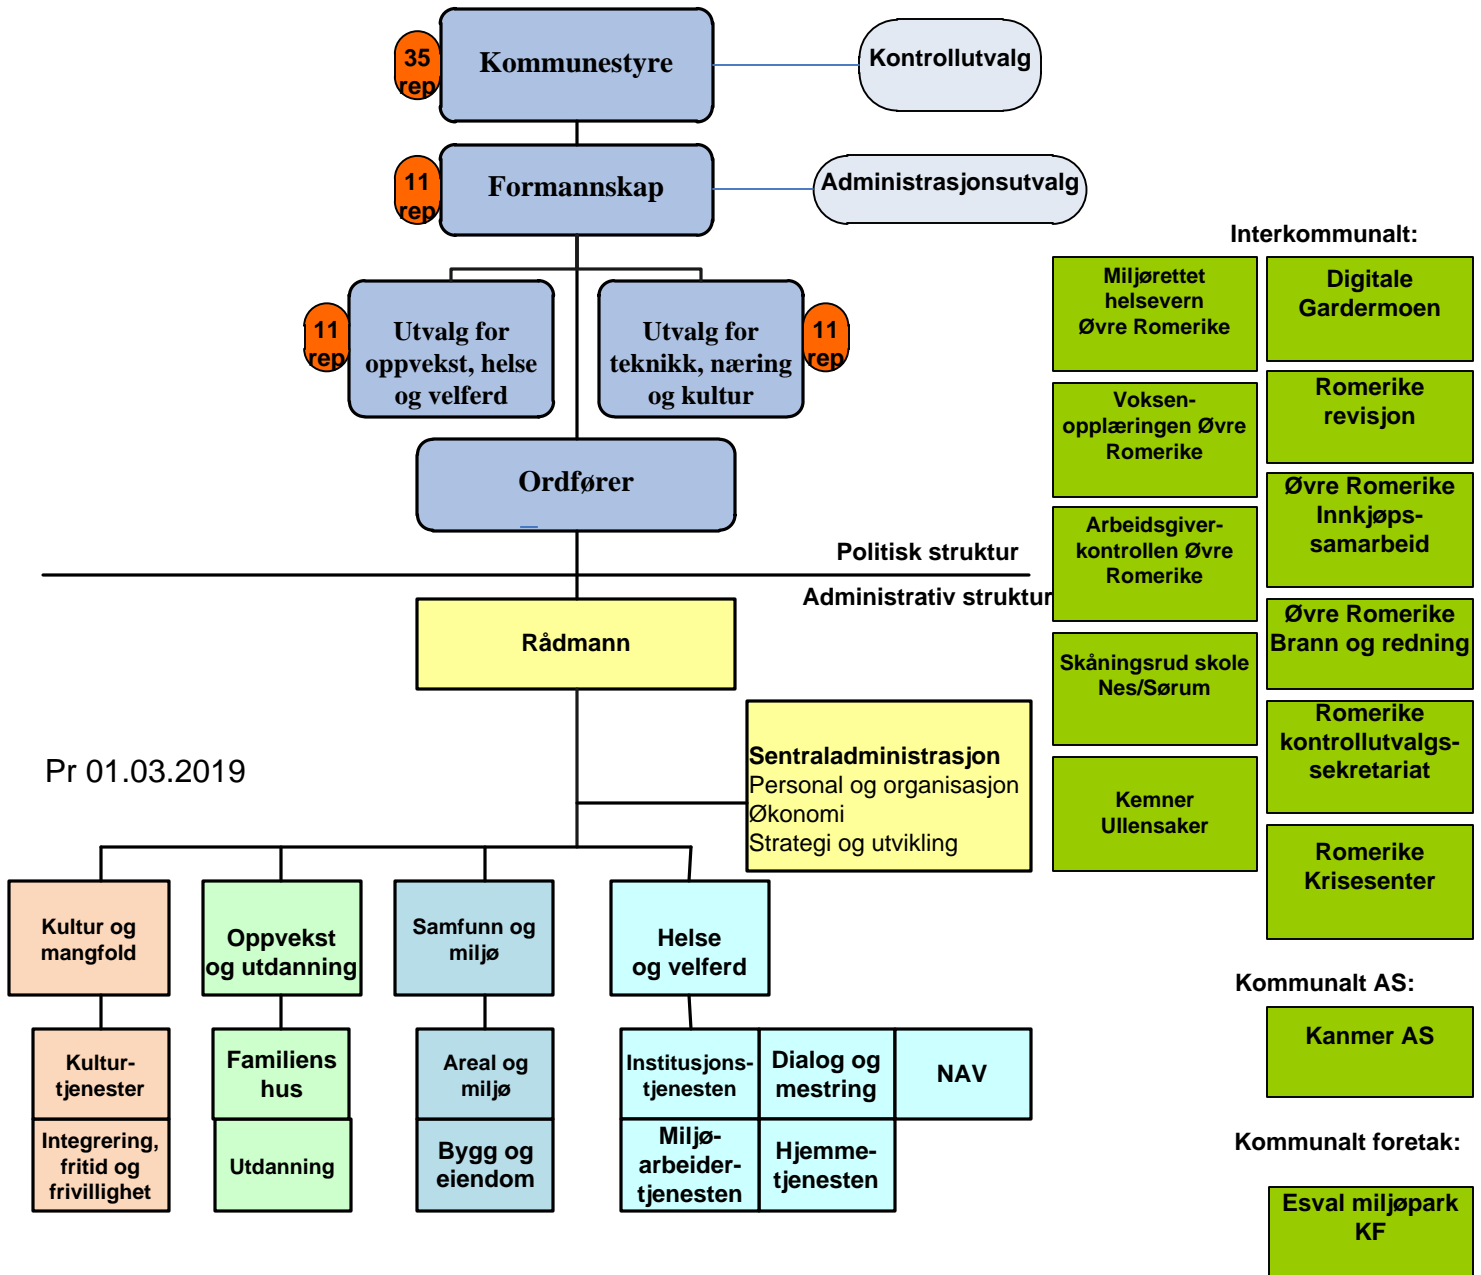 35
rep
Kommunestyre
Kontrollutvalg
11
rep
Formannskap
Administrasjonsutvalg
11
rep
Utvalg for
oppvekst, helse
og velferd
Utvalg for
teknikk, næring
og kultur
11
rep
Ordfører
Politisk struktur
Administrativ struktur
Rådmann
Sentraladministrasjon
Personal og organisasjon
Økonomi
Strategi og utvikling
Pr 01.03.2019
Kultur og
mangfold
Oppvekst
og utdanning
Samfunn og
miljø
Helse
og velferd
Kultur-
tjenester
Integrering,
fritid og
frivillighet
Familiens
hus
Utdanning
Areal og
miljø
Bygg og
eiendom
Institusjons-
tjenesten
Dialog og
mestring
NAV
Miljø-
arbeider-
tjenesten
Hjemme-
tjenesten
Interkommunalt:
Miljørettet
helsevern
Øvre Romerike
Voksen-
opplæringen Øvre
Romerike
Arbeidsgiver-
kontrollen Øvre
Romerike
Skåningsrud skole
Nes/Sørum
Kemner
Ullensaker
Digitale
Gardermoen
Romerike
revisjon
Øvre Romerike
Innkjøps-
samarbeid
Øvre Romerike
Brann og redning
Romerike
kontrollutvalgs-
sekretariat
Romerike
Krisesenter
Kommunalt AS:
Kanmer AS
Kommunalt foretak:
Esval miljøpark
KF